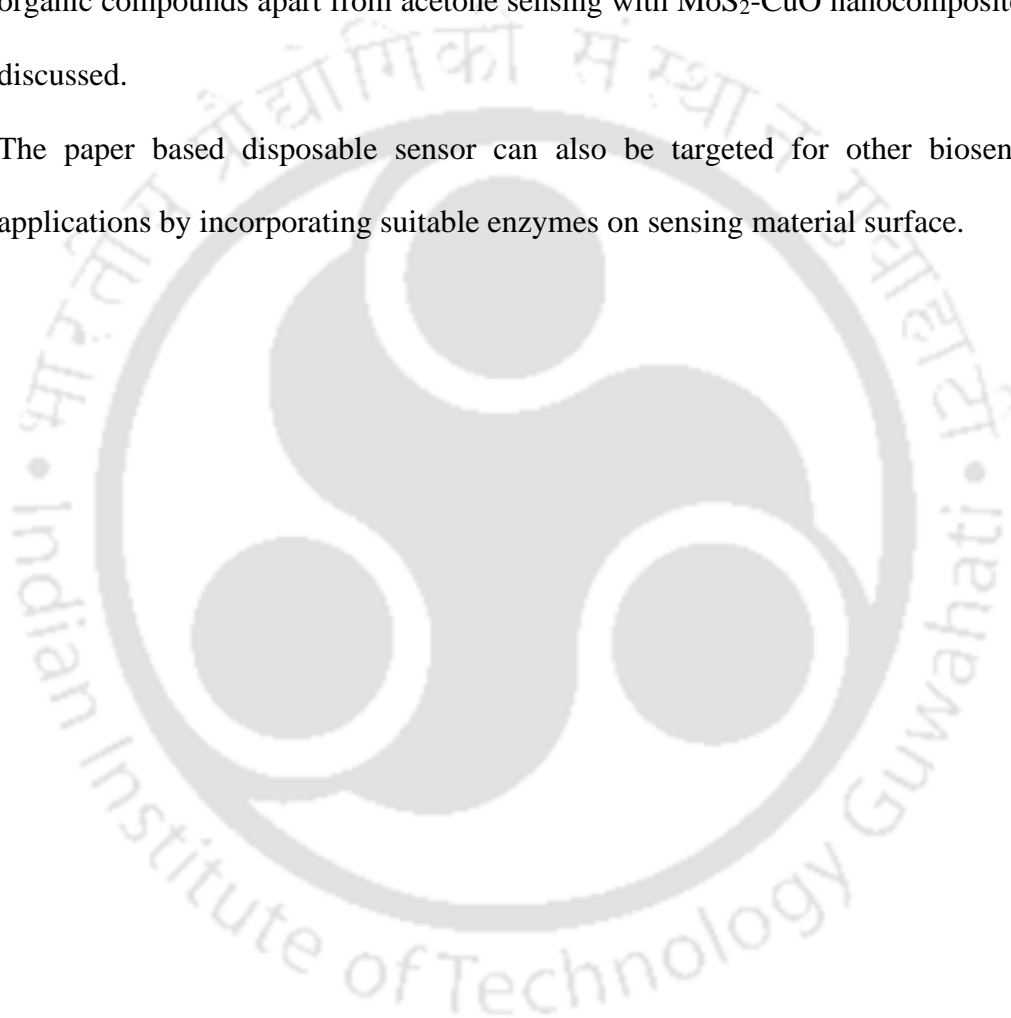 organic compounds apart from acetone sensing with MoS₂-CuO nanocomposite
discussed.
The paper based disposable sensor can also be targeted for other biosen
applications by incorporating suitable enzymes on sensing material surface.
भारतीय प्रौद्योगिकी संस्थान गुवाहाटी
• Indian Institute of Technology Guwahati •